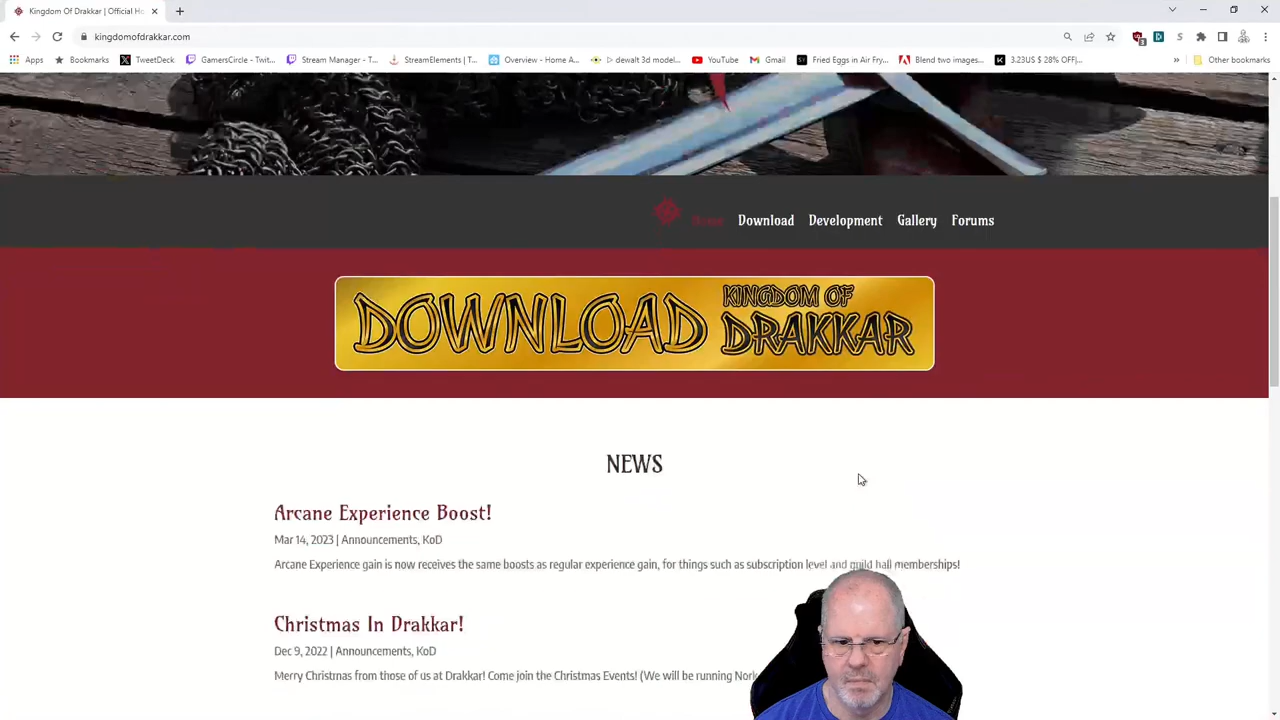 Kingdom Of Drakkar | Official Ho
kingdomofdrakkar.com
Apps Bookmarks TweetDeck GamersCircle - Twit... Stream Manager - T... StreamElements | T... Overview - Home A... ▷ dewalt 3d model... YouTube Gmail Fried Eggs in Air Fry... Blend two images... 3.23US $ 28% OFF|... » Other bookmarks
Home Download Development Gallery Forums
DOWNLOAD KINGDOM OF DRAKKAR
NEWS
Arcane Experience Boost!
Mar 14, 2023 | Announcements, KoD
Arcane Experience gain is now receives the same boosts as regular experience gain, for things such as subscription level and guild hall memberships!
Christmas In Drakkar!
Dec 9, 2022 | Announcements, KoD
Merry Christmas from those of us at Drakkar! Come join the Christmas Events! (We will be running